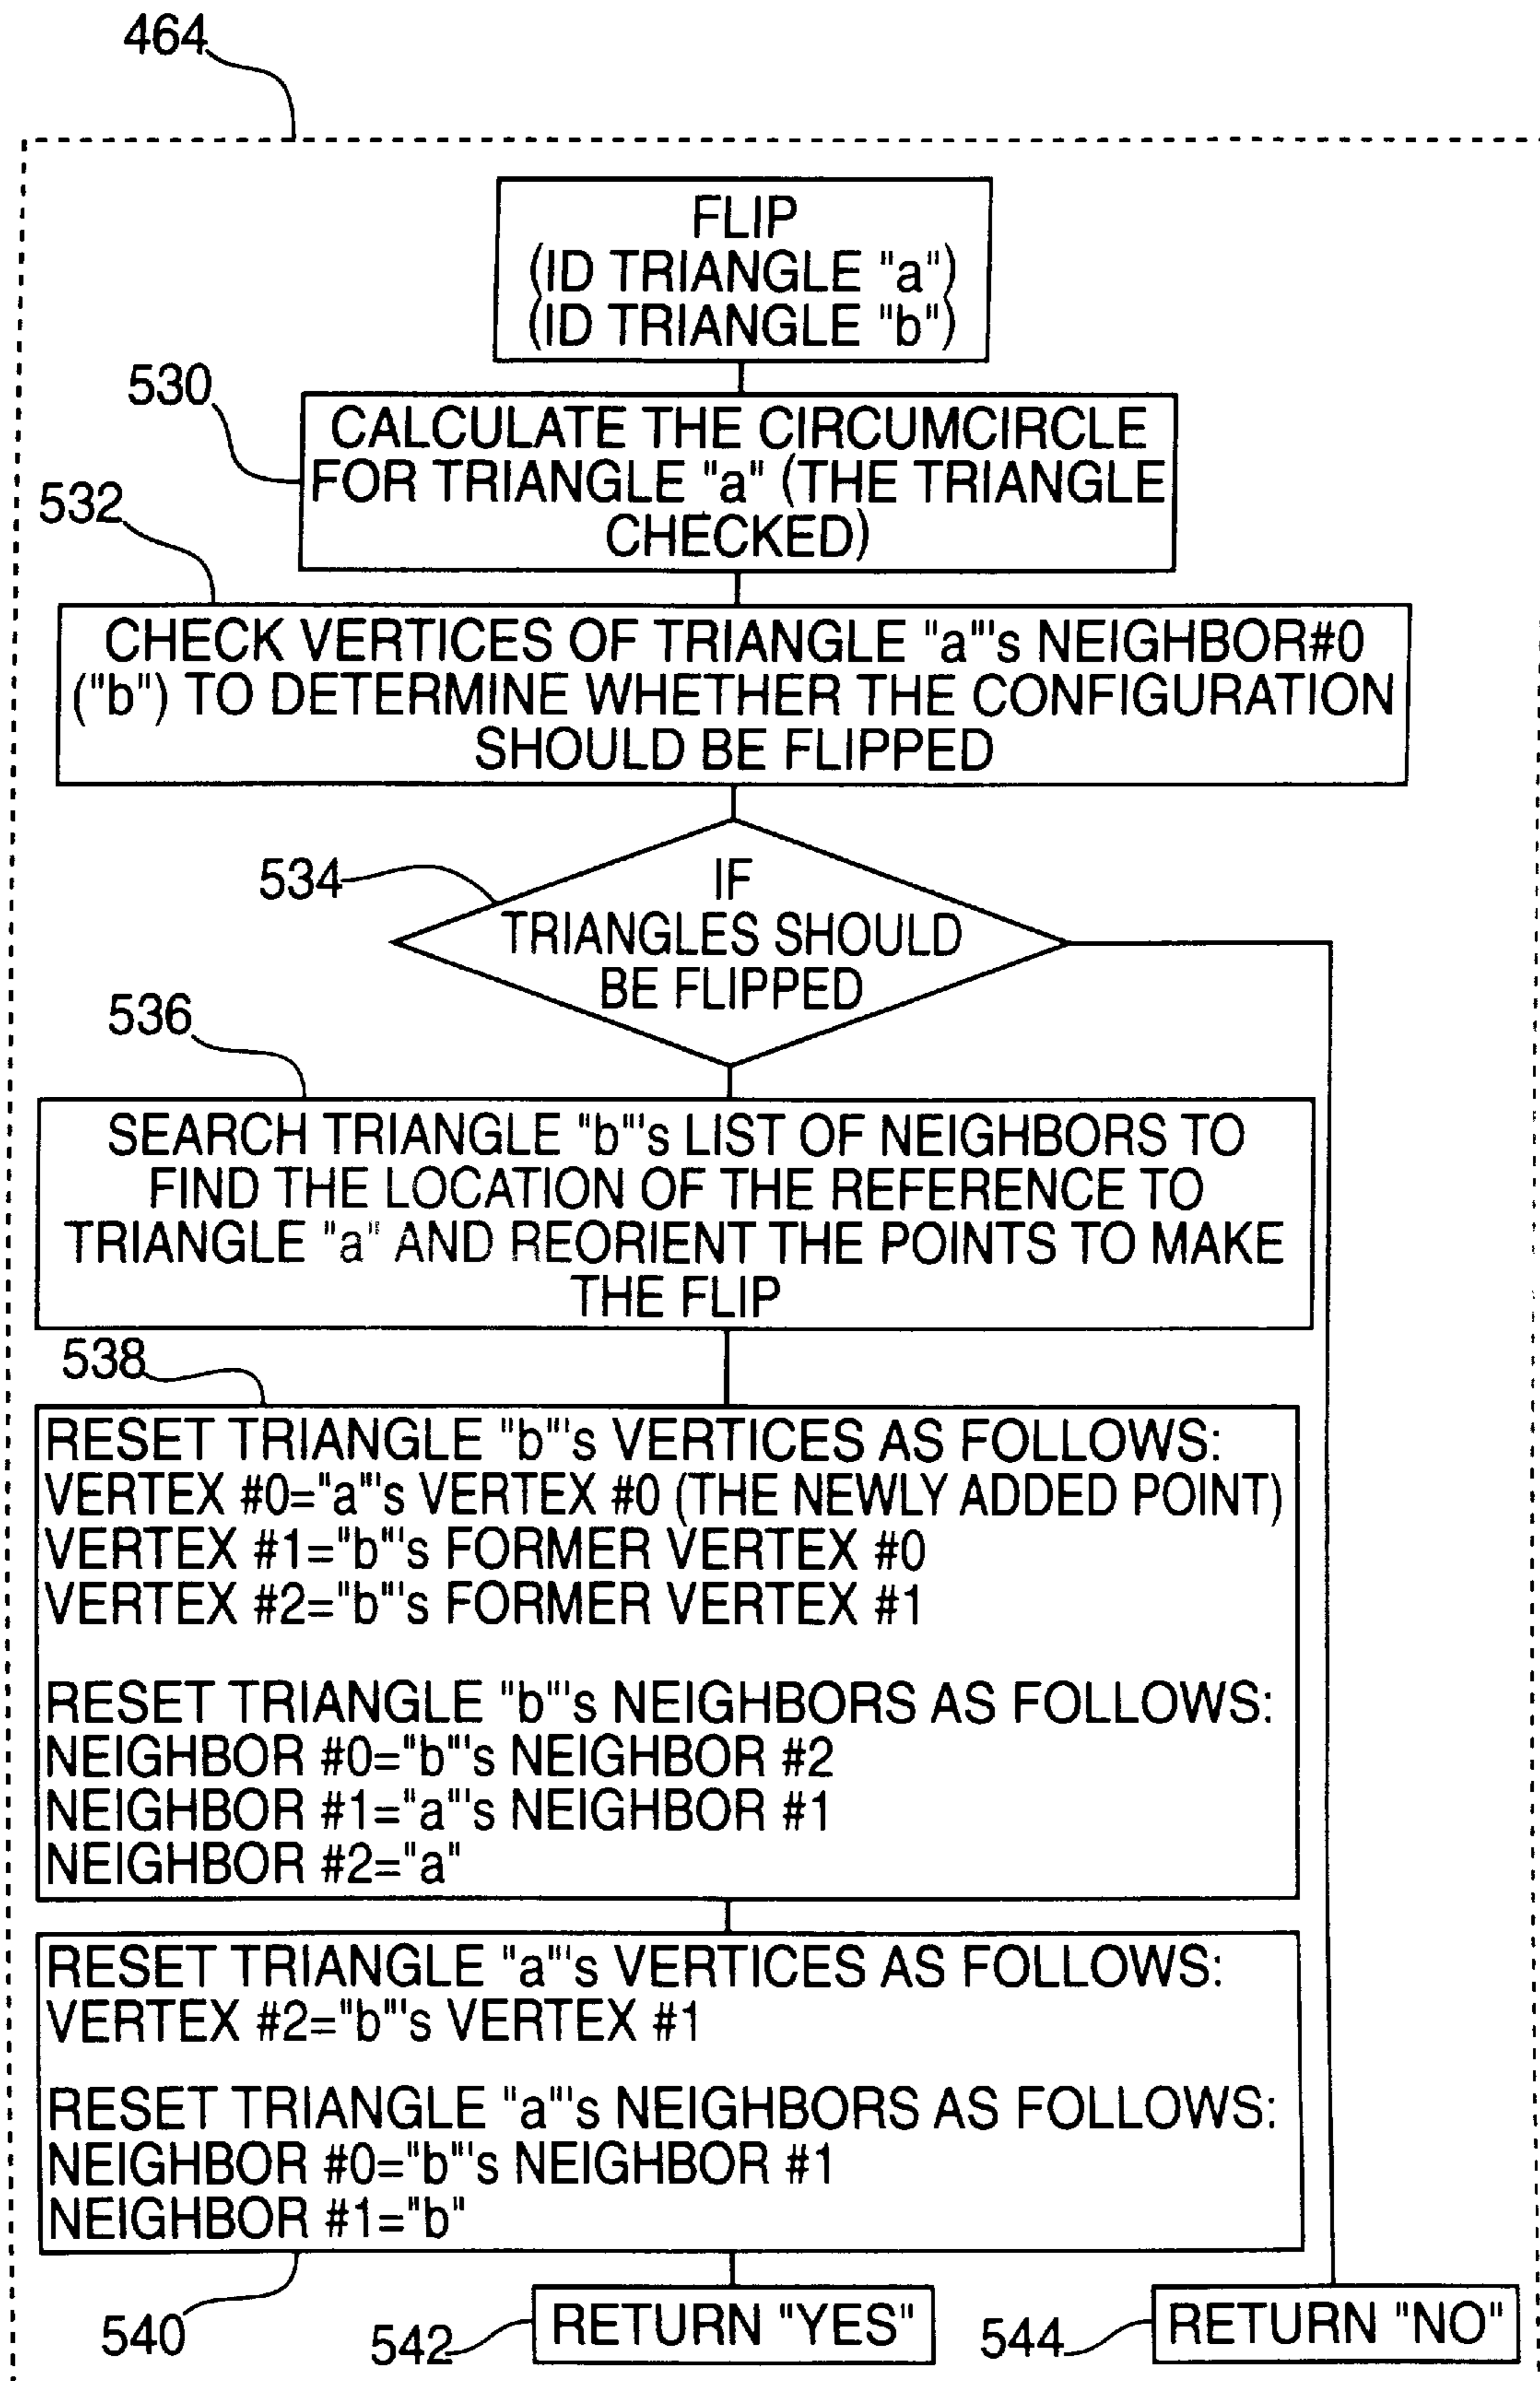 464
FLIP
(ID TRIANGLE "a")
(ID TRIANGLE "b")
530
CALCULATE THE CIRCUMCIRCLE
FOR TRIANGLE "a" (THE TRIANGLE
CHECKED)
532
CHECK VERTICES OF TRIANGLE "a"'s NEIGHBOR#0
("b") TO DETERMINE WHETHER THE CONFIGURATION
SHOULD BE FLIPPED
534
IF
TRIANGLES SHOULD
BE FLIPPED
536
SEARCH TRIANGLE "b"'s LIST OF NEIGHBORS TO
FIND THE LOCATION OF THE REFERENCE TO
TRIANGLE "a" AND REORIENT THE POINTS TO MAKE
THE FLIP
538
RESET TRIANGLE "b"'s VERTICES AS FOLLOWS:
VERTEX #0="a"'s VERTEX #0 (THE NEWLY ADDED POINT)
VERTEX #1="b"'s FORMER VERTEX #0
VERTEX #2="b"'s FORMER VERTEX #1
RESET TRIANGLE "b"'s NEIGHBORS AS FOLLOWS:
NEIGHBOR #0="b"'s NEIGHBOR #2
NEIGHBOR #1="a"'s NEIGHBOR #1
NEIGHBOR #2="a"
RESET TRIANGLE "a"'s VERTICES AS FOLLOWS:
VERTEX #2="b"'s VERTEX #1
RESET TRIANGLE "a"'s NEIGHBORS AS FOLLOWS:
NEIGHBOR #0="b"'s NEIGHBOR #1
NEIGHBOR #1="b"
540
542
RETURN "YES"
544
RETURN "NO"